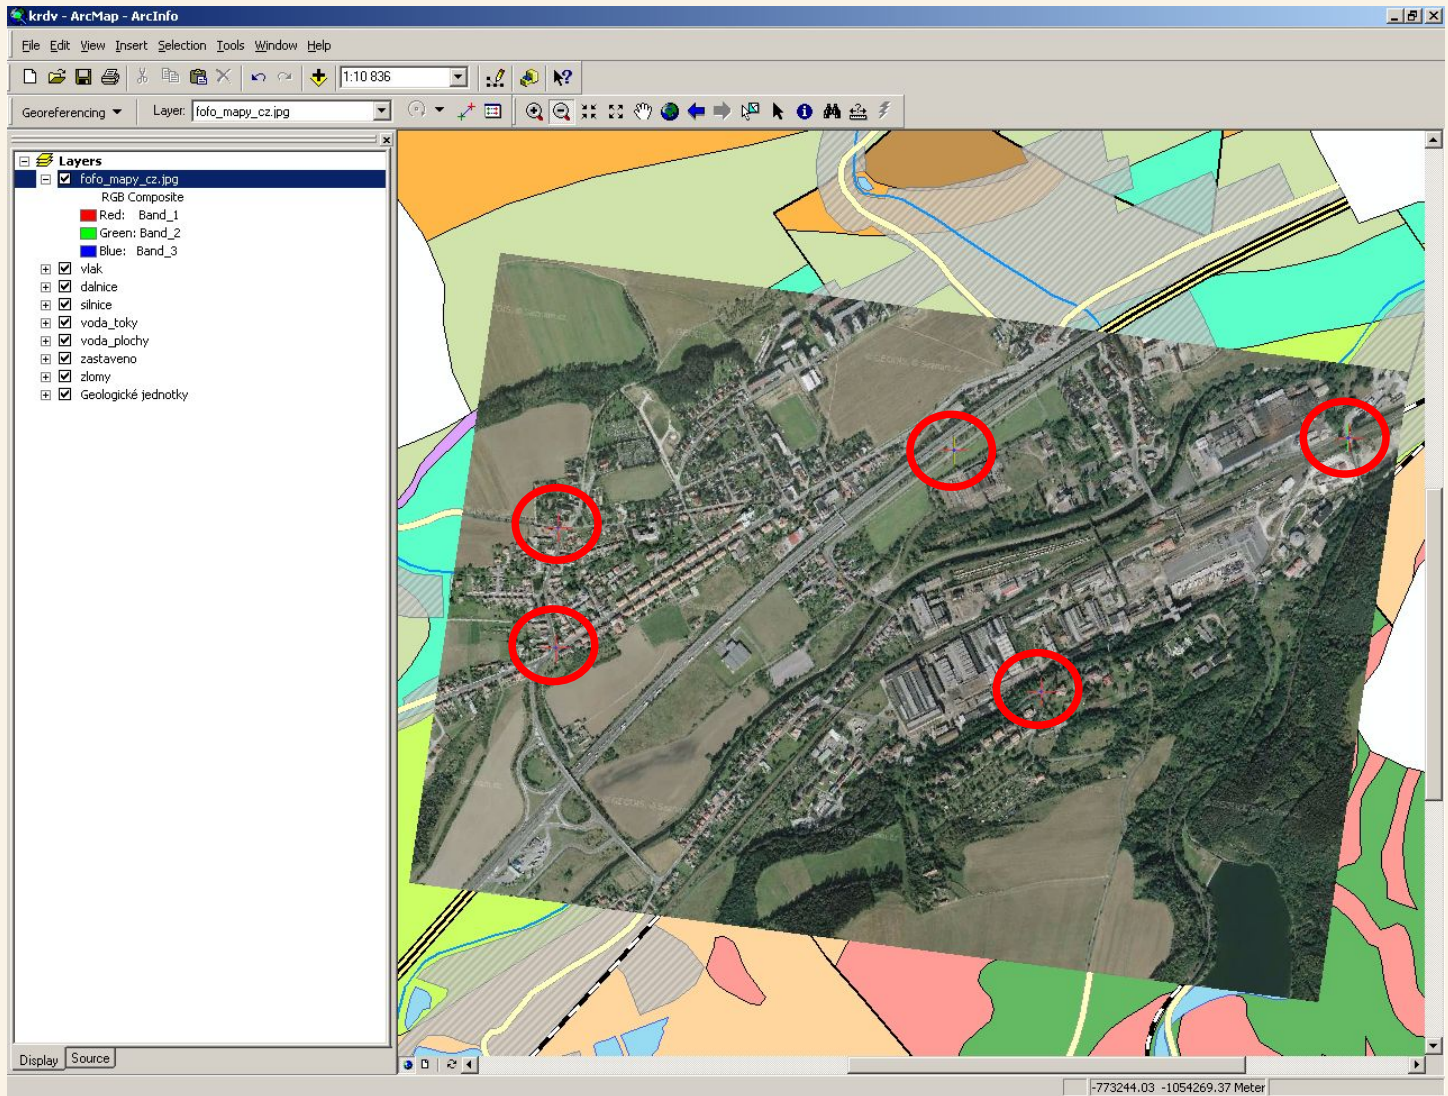 krdv - ArcMap - ArcInfo
File Edit View Insert Selection Tools Window Help
1:10 836
Georeferencing Layer: fofo_mapy_cz.jpg
Layers
fofo_mapy_cz.jpg
RGB Composite
Red: Band_1
Green: Band_2
Blue: Band_3
vlak
dalnice
silnice
voda_toky
voda_plochy
zastaveno
zlomy
Geologické jednotky
Display Source
-773244.03 -1054269.37 Meter